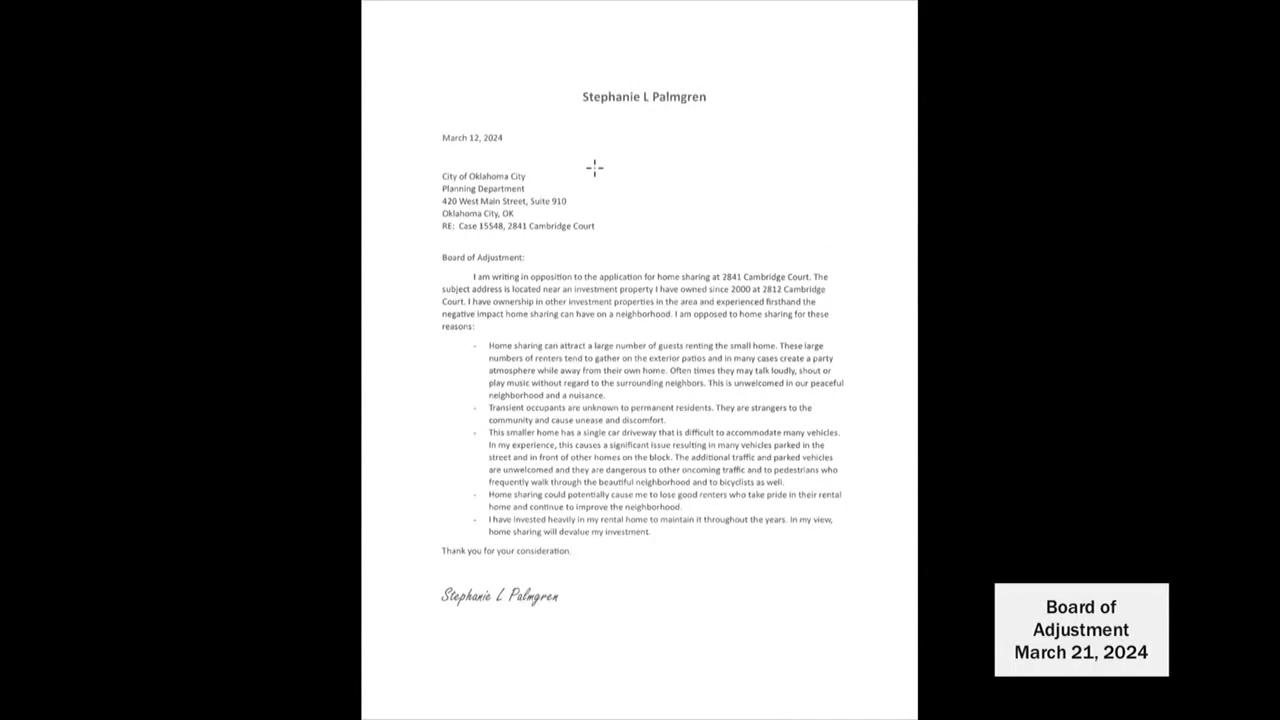 Stephanie L Palmgren
March 12, 2024
City of Oklahoma City
Planning Department
420 West Main Street, Suite 910
Oklahoma City, OK
RE: Case 15548, 2841 Cambridge Court
Board of Adjustment:
I am writing in opposition to the application for home sharing at 2841 Cambridge Court. The
subject address is located near an investment property I have owned since 2000 at 2812 Cambridge
Court. I have ownership in other investment properties in the area and experienced firsthand the
negative impact home sharing can have on a neighborhood. I am opposed to home sharing for these
reasons:
- Home sharing can attract a large number of guests renting the small home. These large
numbers of renters tend to gather on the exterior patios and in many cases create a party
atmosphere while away from their own home. Often times they may talk loudly, shout or
play music without regard to the surrounding neighbors. This is unwelcomed in our peaceful
neighborhood and a nuisance.
- Transient occupants are unknown to permanent residents. They are strangers to the
community and cause unease and discomfort.
- This smaller home has a single car driveway that is difficult to accommodate many vehicles.
In my experience, this causes a significant issue resulting in many vehicles parked in the
street and in front of other homes on the block. The additional traffic and parked vehicles
are unwelcomed and they are dangerous to other oncoming traffic and to pedestrians who
frequently walk through the beautiful neighborhood and to bicyclists as well.
- Home sharing could potentially cause me to lose good renters who take pride in their rental
home and continue to improve the neighborhood.
- I have invested heavily in my rental home to maintain it throughout the years. In my view,
home sharing will devalue my investment.
Thank you for your consideration.
Stephanie L Palmgren
Board of
Adjustment
March 21, 2024